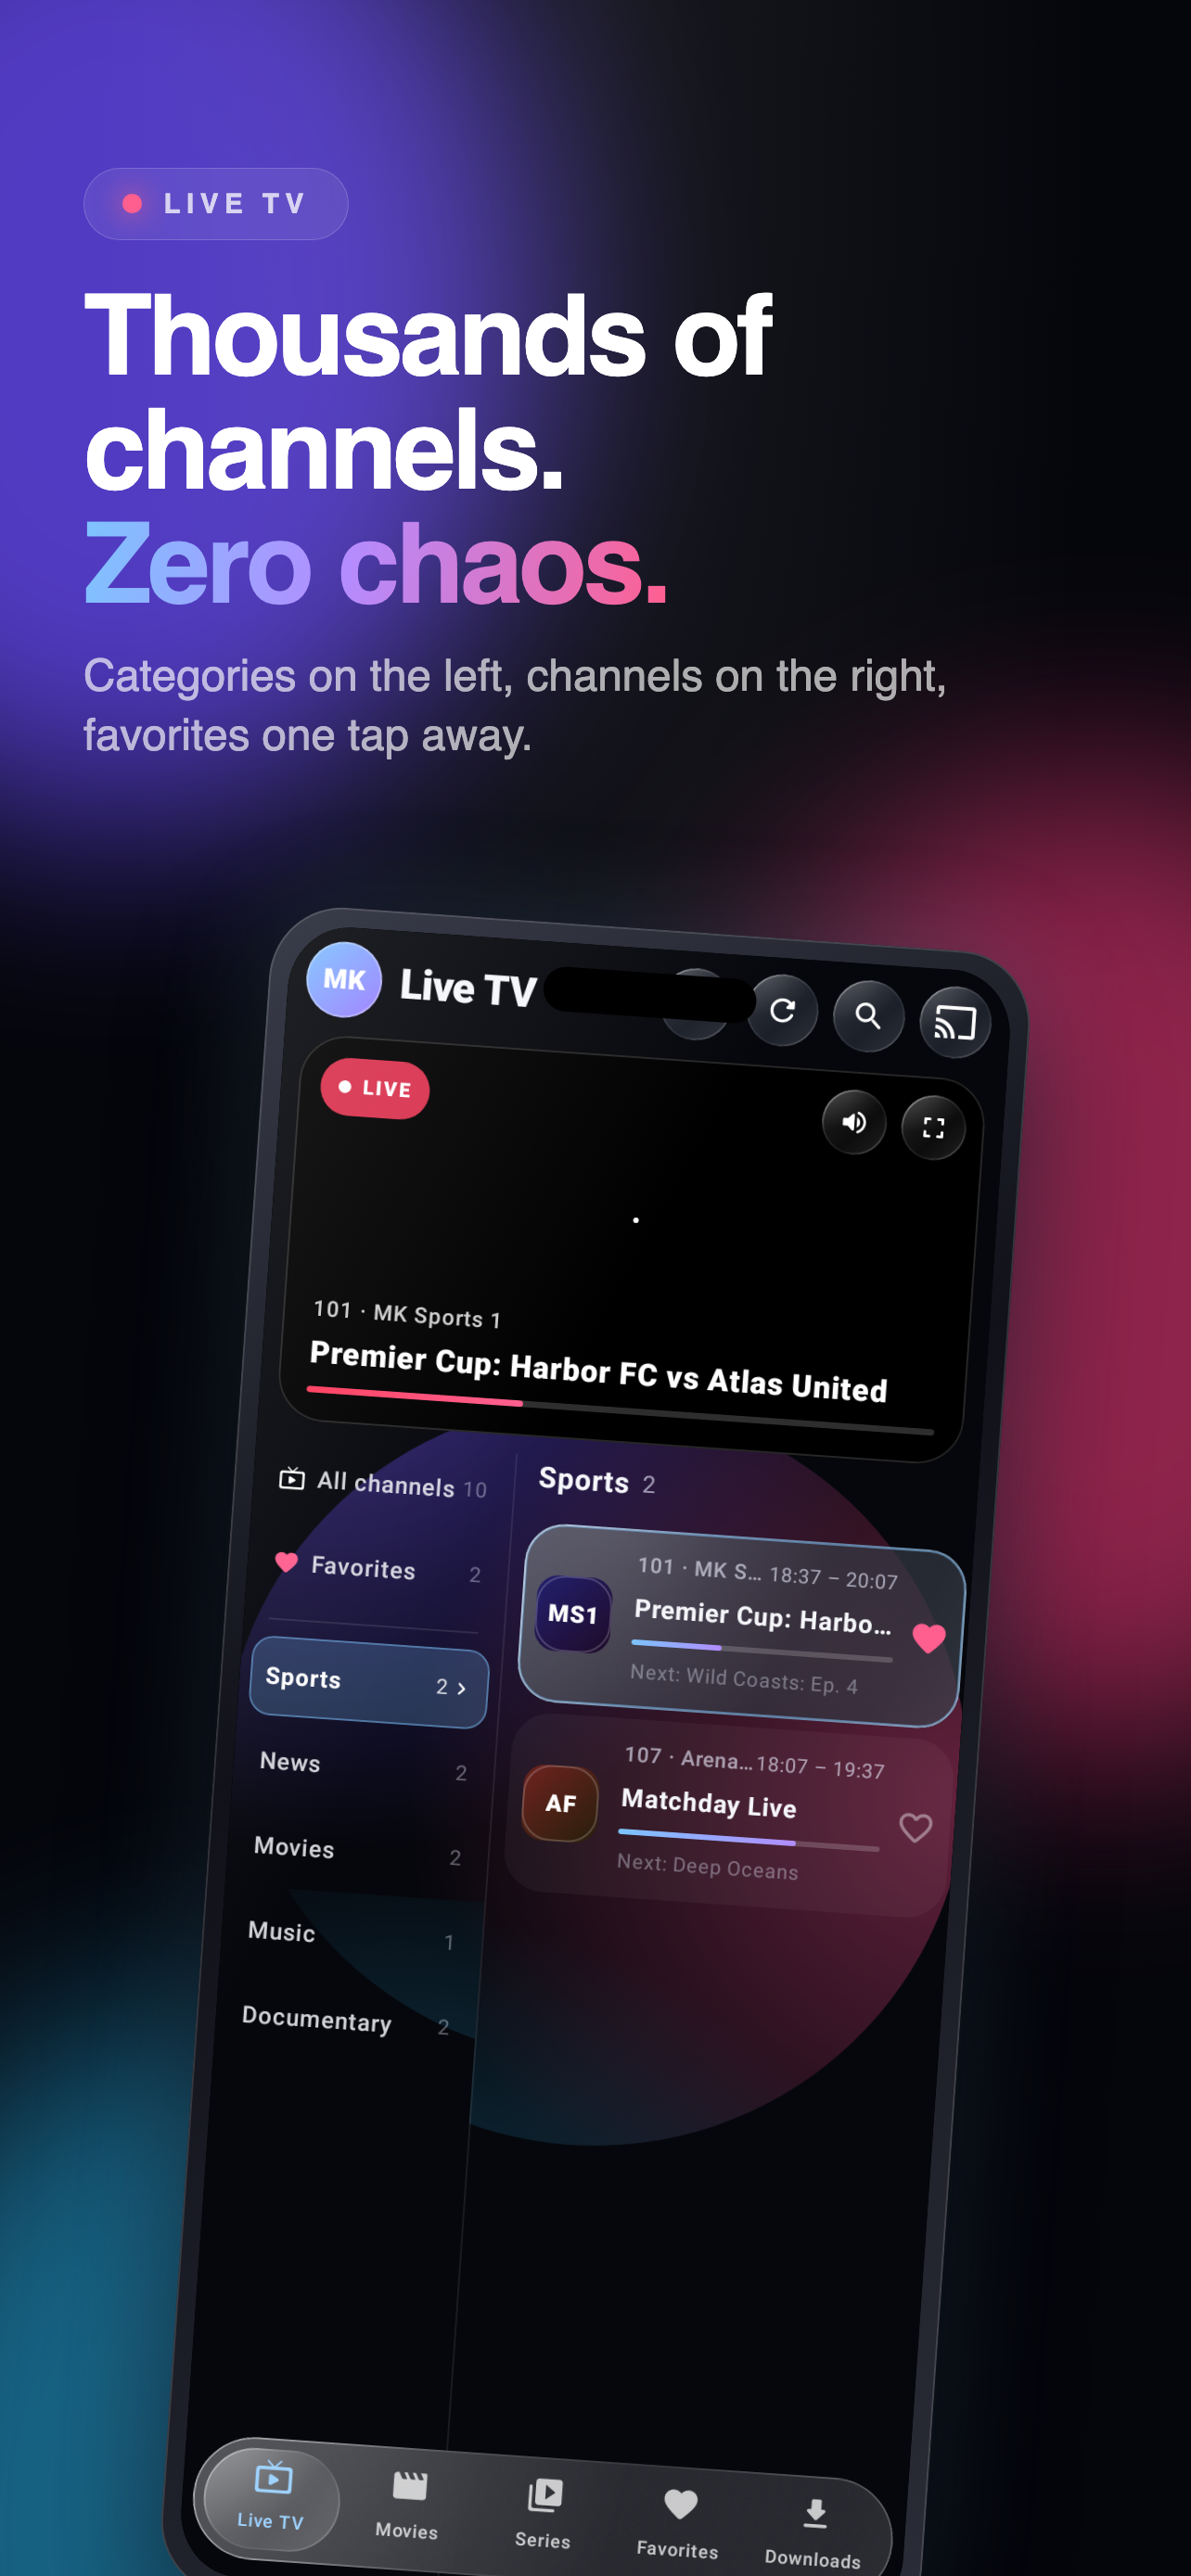 LIVE TV
Thousands of
channels.
Zero chaos.
Categories on the left, channels on the right,
favorites one tap away.
MK Live TV
LIVE
101 · MK Sports 1
Premier Cup: Harbor FC vs Atlas United
All channels 10
Favorites 2
Sports 2
News 2
Movies 2
Music 1
Documentary 2
Sports 2
MS1
101 · MK S... 18:37 – 20:07
Premier Cup: Harbo...
Next: Wild Coasts: Ep. 4
AF
107 · Arena... 18:07 – 19:37
Matchday Live
Next: Deep Oceans
Live TV Movies Series Favorites Downloads